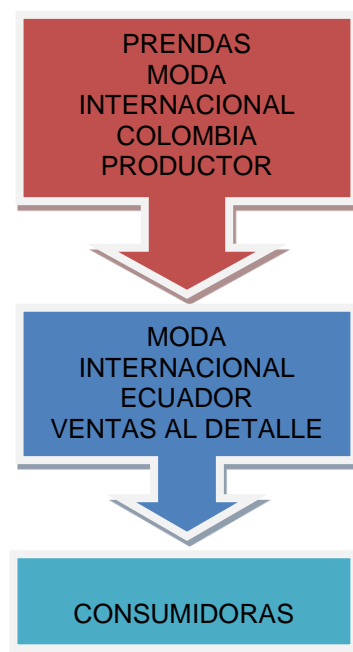 PRENDAS
MODA
INTERNACIONAL
COLOMBIA
PRODUCTOR
MODA
INTERNACIONAL
ECUADOR
VENTAS AL DETALLE
CONSUMIDORAS